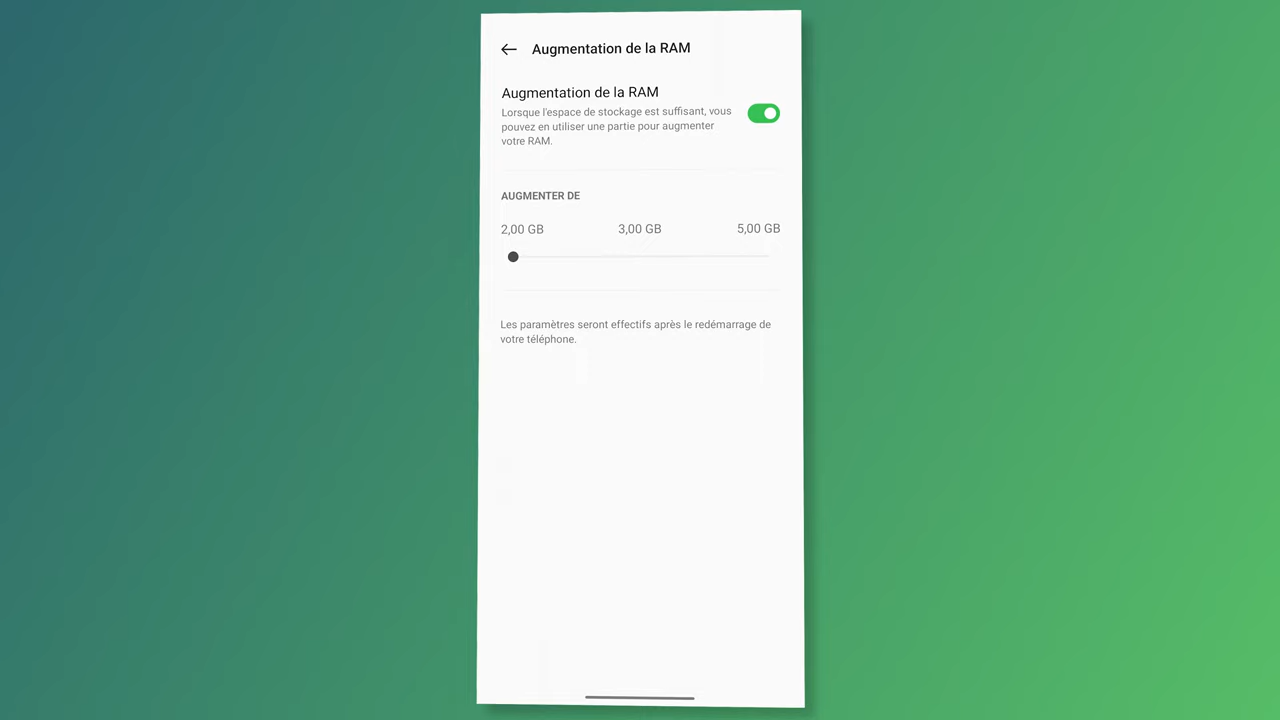 Augmentation de la RAM
Augmentation de la RAM
Lorsque l'espace de stockage est suffisant, vous
pouvez en utiliser une partie pour augmenter
votre RAM.
AUGMENTER DE
2,00 GB 3,00 GB 5,00 GB
Les paramètres seront effectifs après le redémarrage de
votre téléphone.